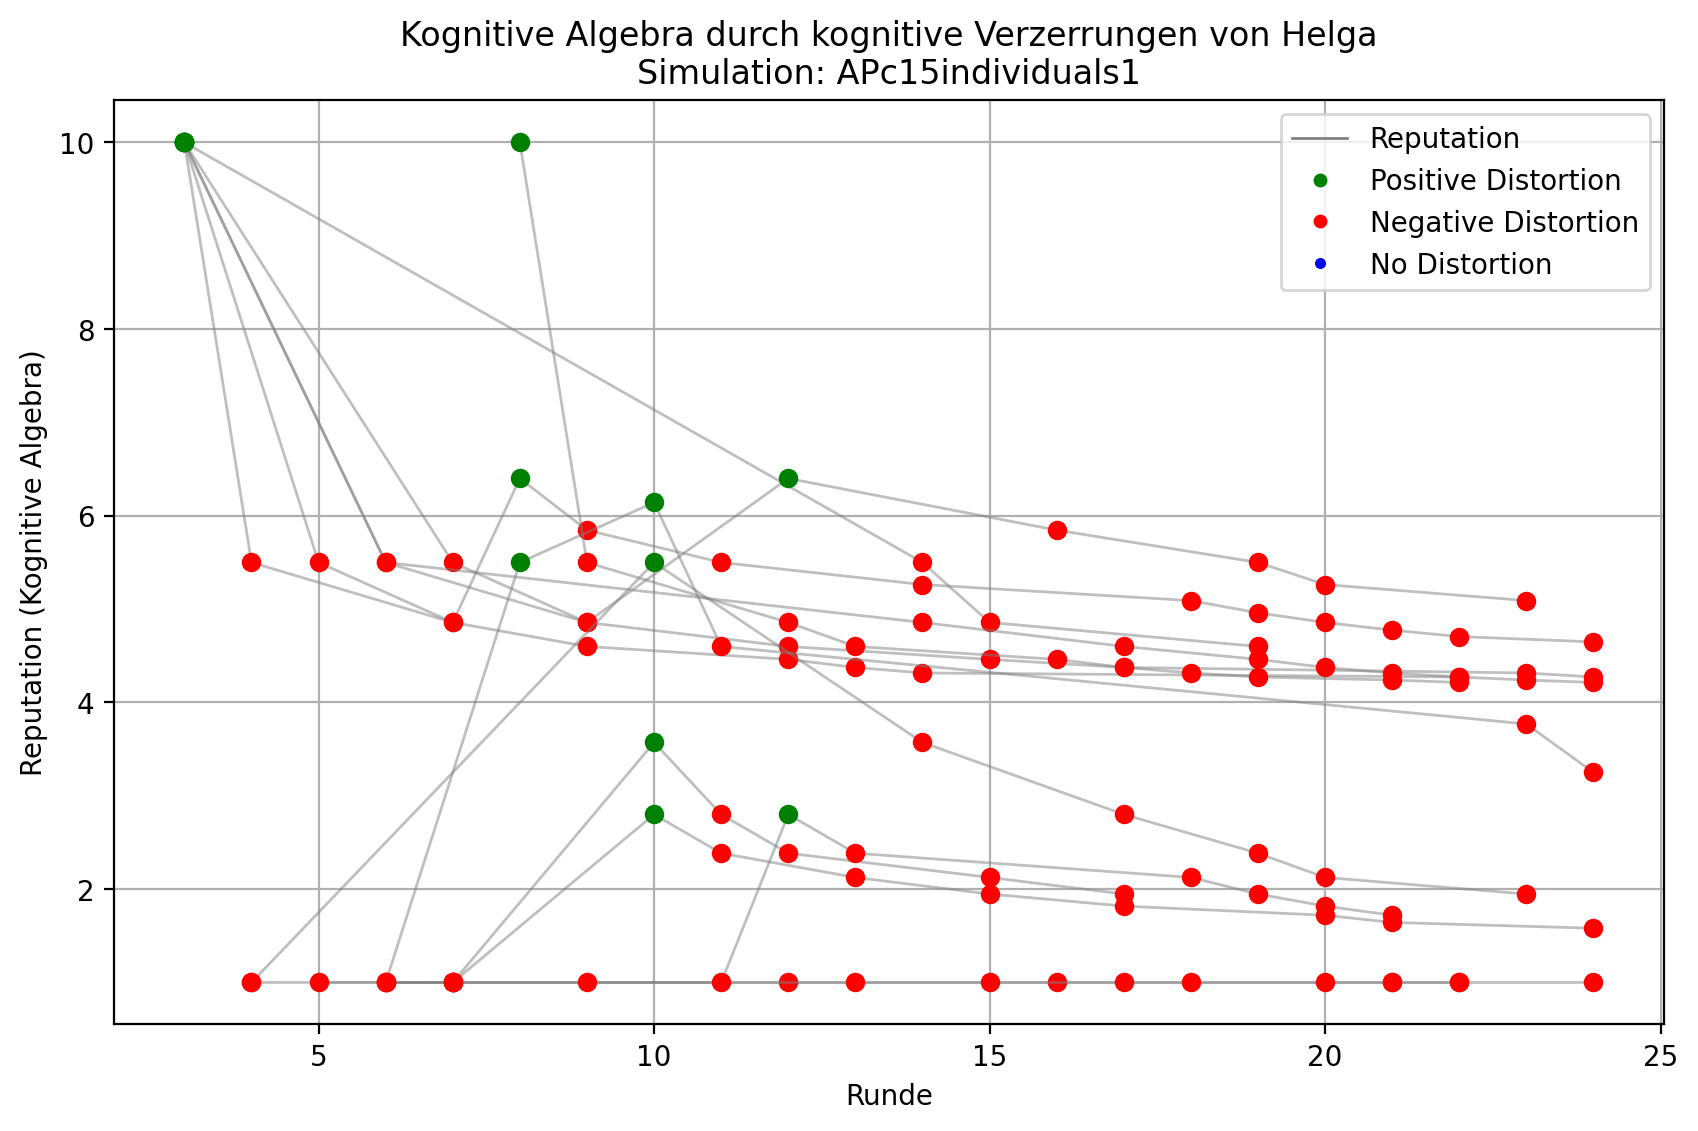 Kognitive Algebra durch kognitive Verzerrungen von Helga
Simulation: APc15individuals1
Reputation
Positive Distortion
Negative Distortion
No Distortion
Reputation (Kognitive Algebra)
10
8
6
4
2
5
10
15
20
25
Runde